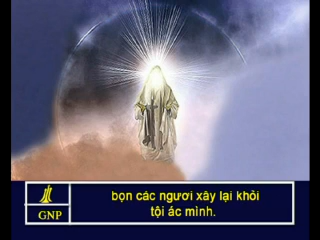 bọn các ngươi xây lại khỏi
tội ác mình.
GNP